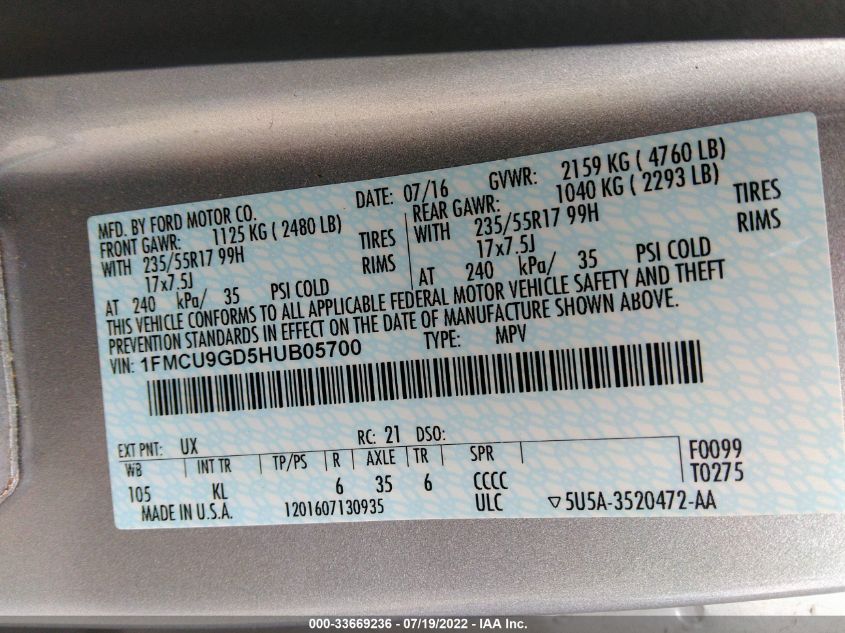 MFD. BY FORD MOTOR CO.
DATE: 07/16 GVWR: 2159 KG ( 4760 LB)
FRONT GAWR: 1125 KG ( 2480 LB)
WITH 235/55R17 99H TIRES
17x7.5J RIMS
AT 240 kPa/ 35 PSI COLD
REAR GAWR: 1040 KG ( 2293 LB)
WITH 235/55R17 99H TIRES
17x7.5J RIMS
AT 240 kPa/ 35 PSI COLD
THIS VEHICLE CONFORMS TO ALL APPLICABLE FEDERAL MOTOR VEHICLE SAFETY AND THEFT
PREVENTION STANDARDS IN EFFECT ON THE DATE OF MANUFACTURE SHOWN ABOVE.
VIN: 1FMCU9GD5HUB05700 TYPE: MPV
EXT PNT: UX RC: 21 DSO:
WB INT TR TP/PS R AXLE TR SPR F0099
105 KL 6 35 6 CCCC T0275
MADE IN U.S.A. 1201607130935 ULC ▽5U5A-3520472-AA
000-33669236 - 07/19/2022 - IAA Inc.